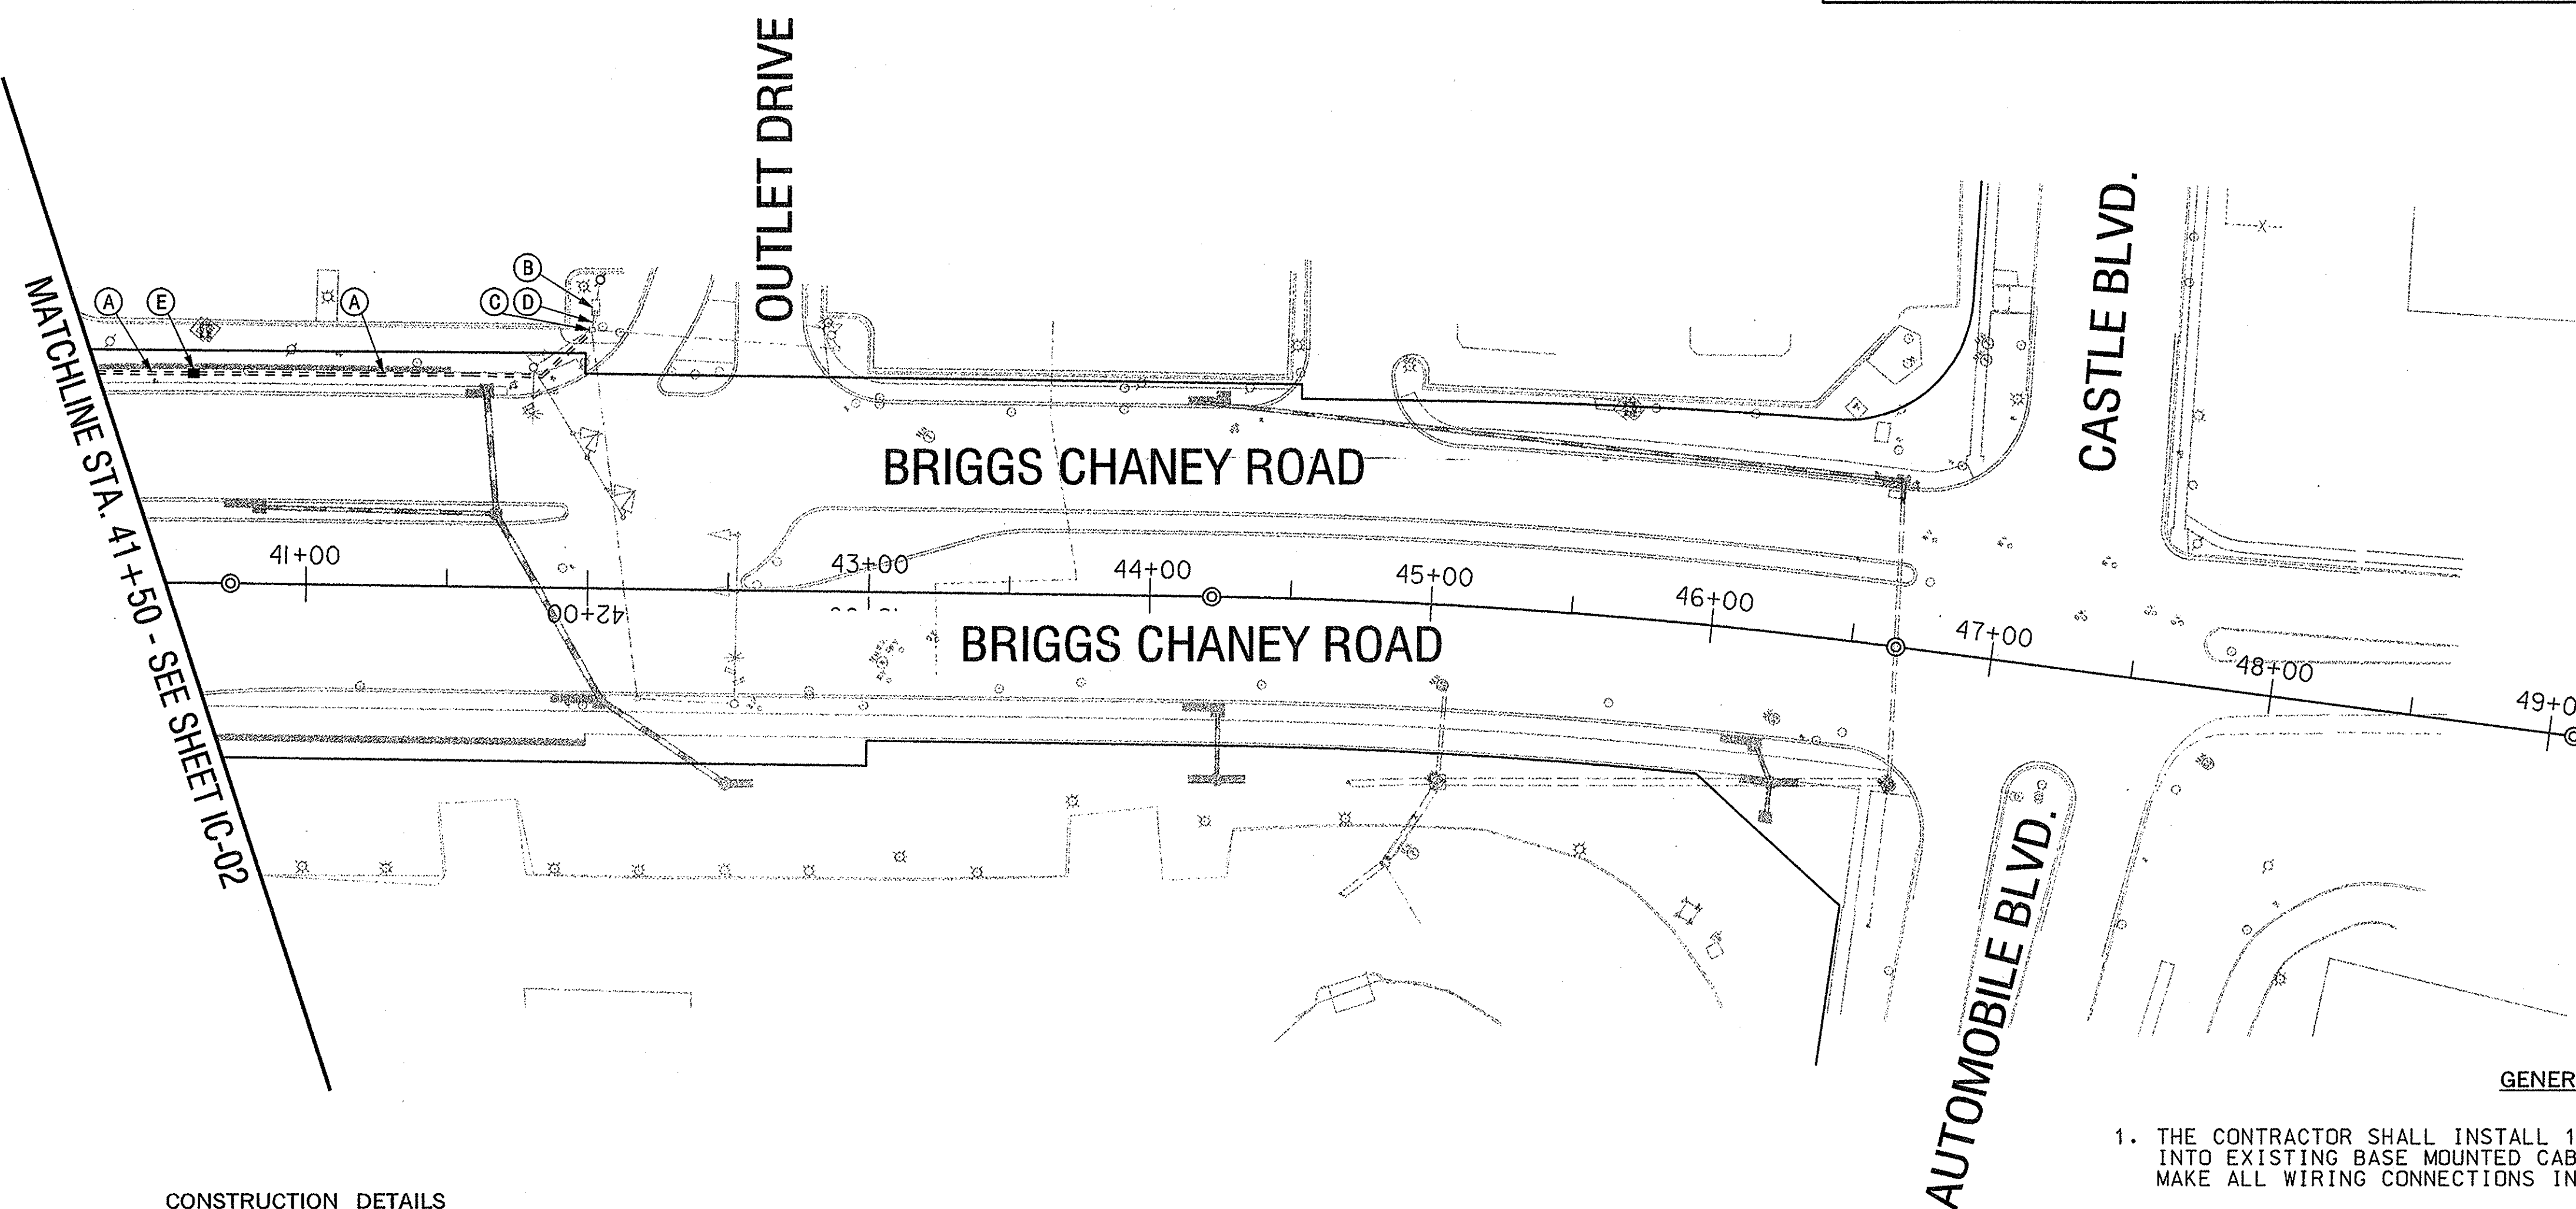 OUTLET DRIVE
CASTLE BLVD.
B
A
E
A
C
D
MATCHLINE STA. 41+50 - SEE SHEET IC-02
BRIGGS CHANEY ROAD
41+00
42+00
43+00
44+00
45+00
46+00
47+00
48+00
49+0
BRIGGS CHANEY ROAD
AUTOMOBILE BLVD.
GENER
1. THE CONTRACTOR SHALL INSTALL 1
INTO EXISTING BASE MOUNTED CAB
MAKE ALL WIRING CONNECTIONS IN
CONSTRUCTION DETAILS